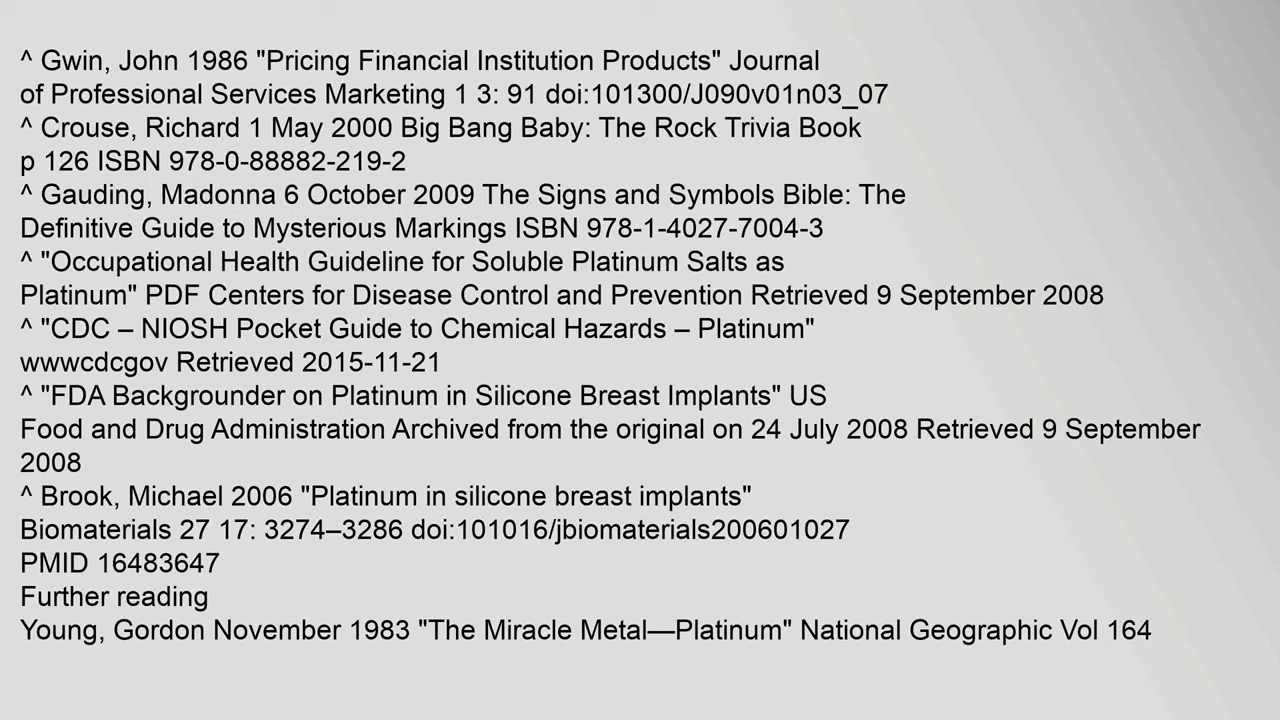 ^ Gwin, John 1986 "Pricing Financial Institution Products" Journal
of Professional Services Marketing 1 3: 91 doi:101300/J090v01n03_07
^ Crouse, Richard 1 May 2000 Big Bang Baby: The Rock Trivia Book
p 126 ISBN 978-0-88882-219-2
^ Gauding, Madonna 6 October 2009 The Signs and Symbols Bible: The
Definitive Guide to Mysterious Markings ISBN 978-1-4027-7004-3
^ "Occupational Health Guideline for Soluble Platinum Salts as
Platinum" PDF Centers for Disease Control and Prevention Retrieved 9 September 2008
^ "CDC – NIOSH Pocket Guide to Chemical Hazards – Platinum"
wwwcdcgov Retrieved 2015-11-21
^ "FDA Backgrounder on Platinum in Silicone Breast Implants" US
Food and Drug Administration Archived from the original on 24 July 2008 Retrieved 9 September
2008
^ Brook, Michael 2006 "Platinum in silicone breast implants"
Biomaterials 27 17: 3274–3286 doi:101016/jbiomaterials200601027
PMID 16483647
Further reading
Young, Gordon November 1983 "The Miracle Metal—Platinum" National Geographic Vol 164